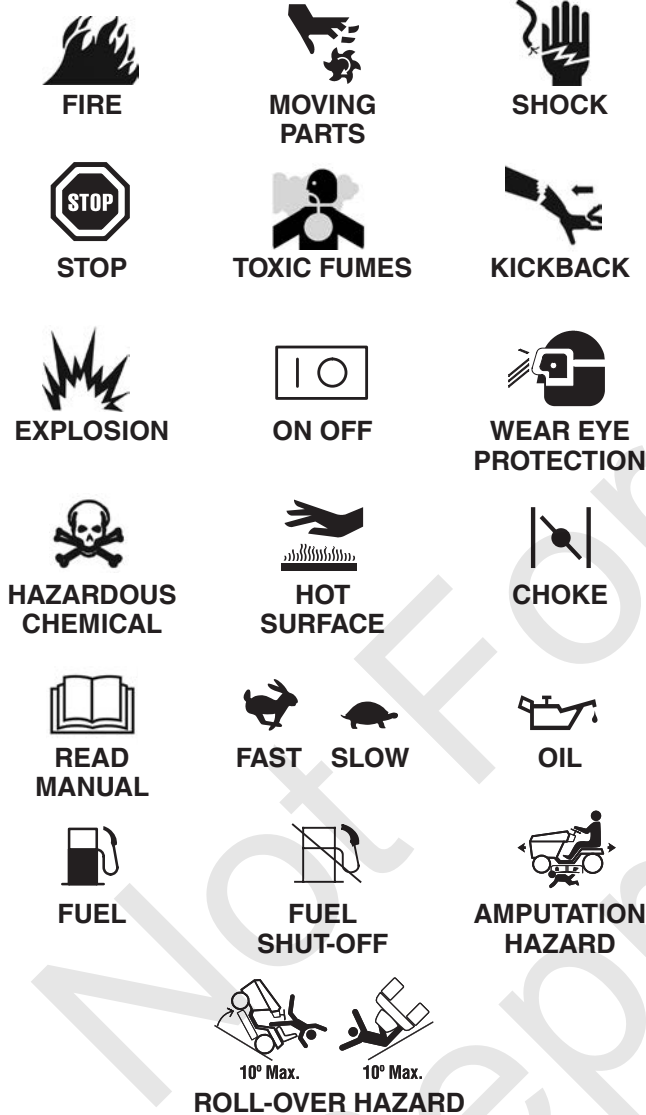 FIRE
MOVING
PARTS
SHOCK
STOP
STOP
TOXIC FUMES
KICKBACK
EXPLOSION
ON OFF
WEAR EYE
PROTECTION
HAZARDOUS
CHEMICAL
HOT
SURFACE
CHOKE
READ
MANUAL
FAST SLOW
OIL
FUEL
FUEL
SHUT-OFF
AMPUTATION
HAZARD
10º Max. 10º Max.
ROLL-OVER HAZARD
Not For